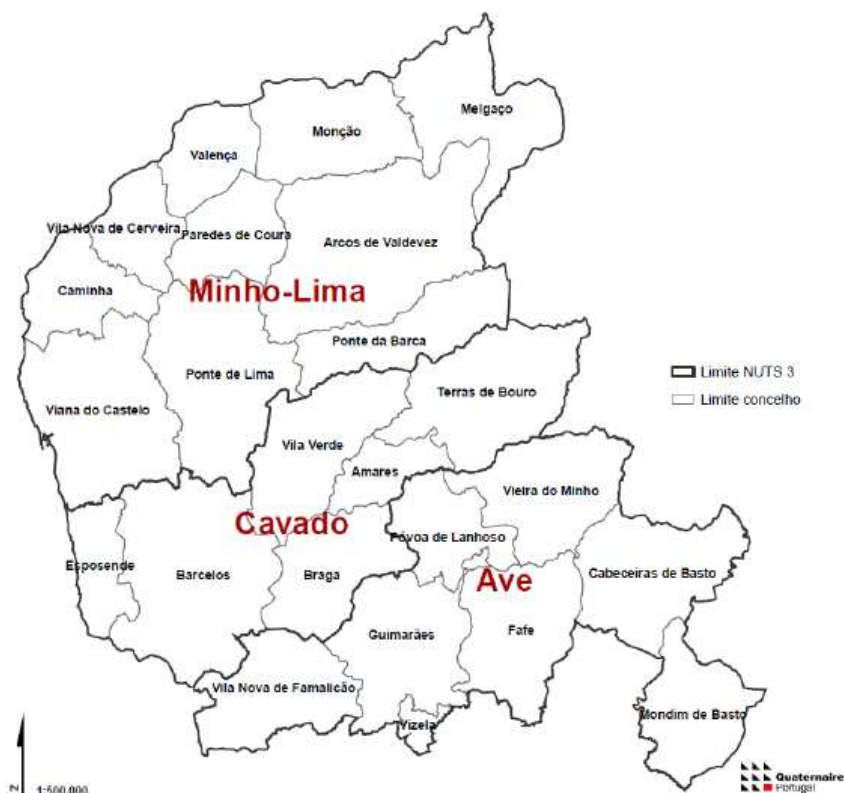 Melgaço
Monção
Valença
Vila Nova de Cerveira
Paredes de Coura
Arcos de Valdevez
Caminha
Minho-Lima
Ponte da Barca
Ponte de Lima
Limite NUTS 3
Terras de Bouro
Viana do Castelo
Limite concelho
Vila Verde
Amares
Vieira do Minho
Cavado
Póvoa de Lanhoso
Esposende
Barcelos
Braga
Ave
Cabeceiras de Basto
Guimarães
Fafe
Vila Nova de Famalicão
Vizela
Mondim de Basto
Quaternaire
Portugal
N
1:500.000